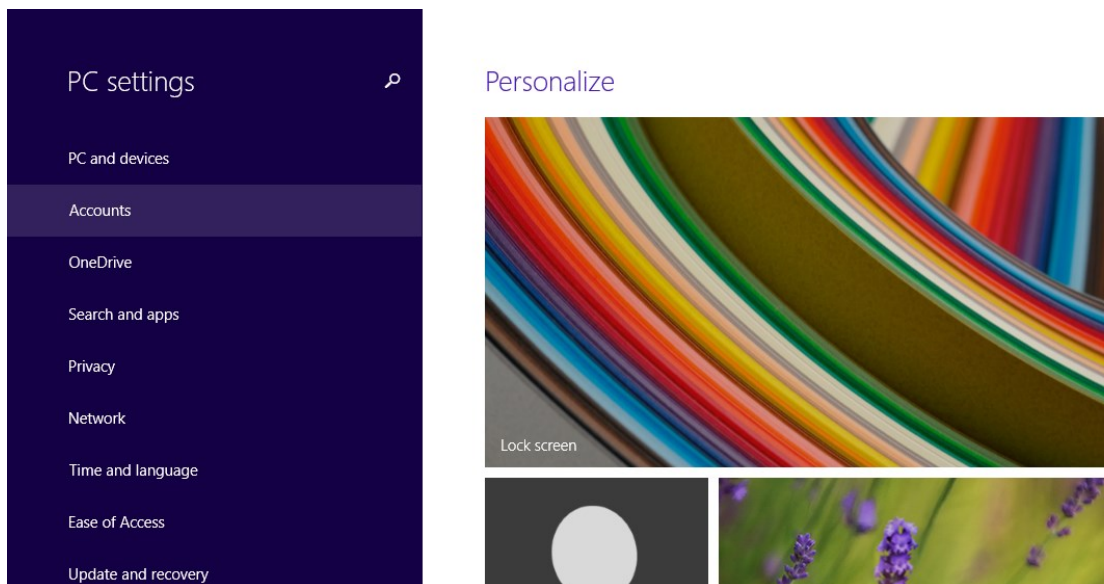 PC settings
Personalize
PC and devices
Accounts
OneDrive
Search and apps
Privacy
Network
Time and language
Ease of Access
Update and recovery
Lock screen